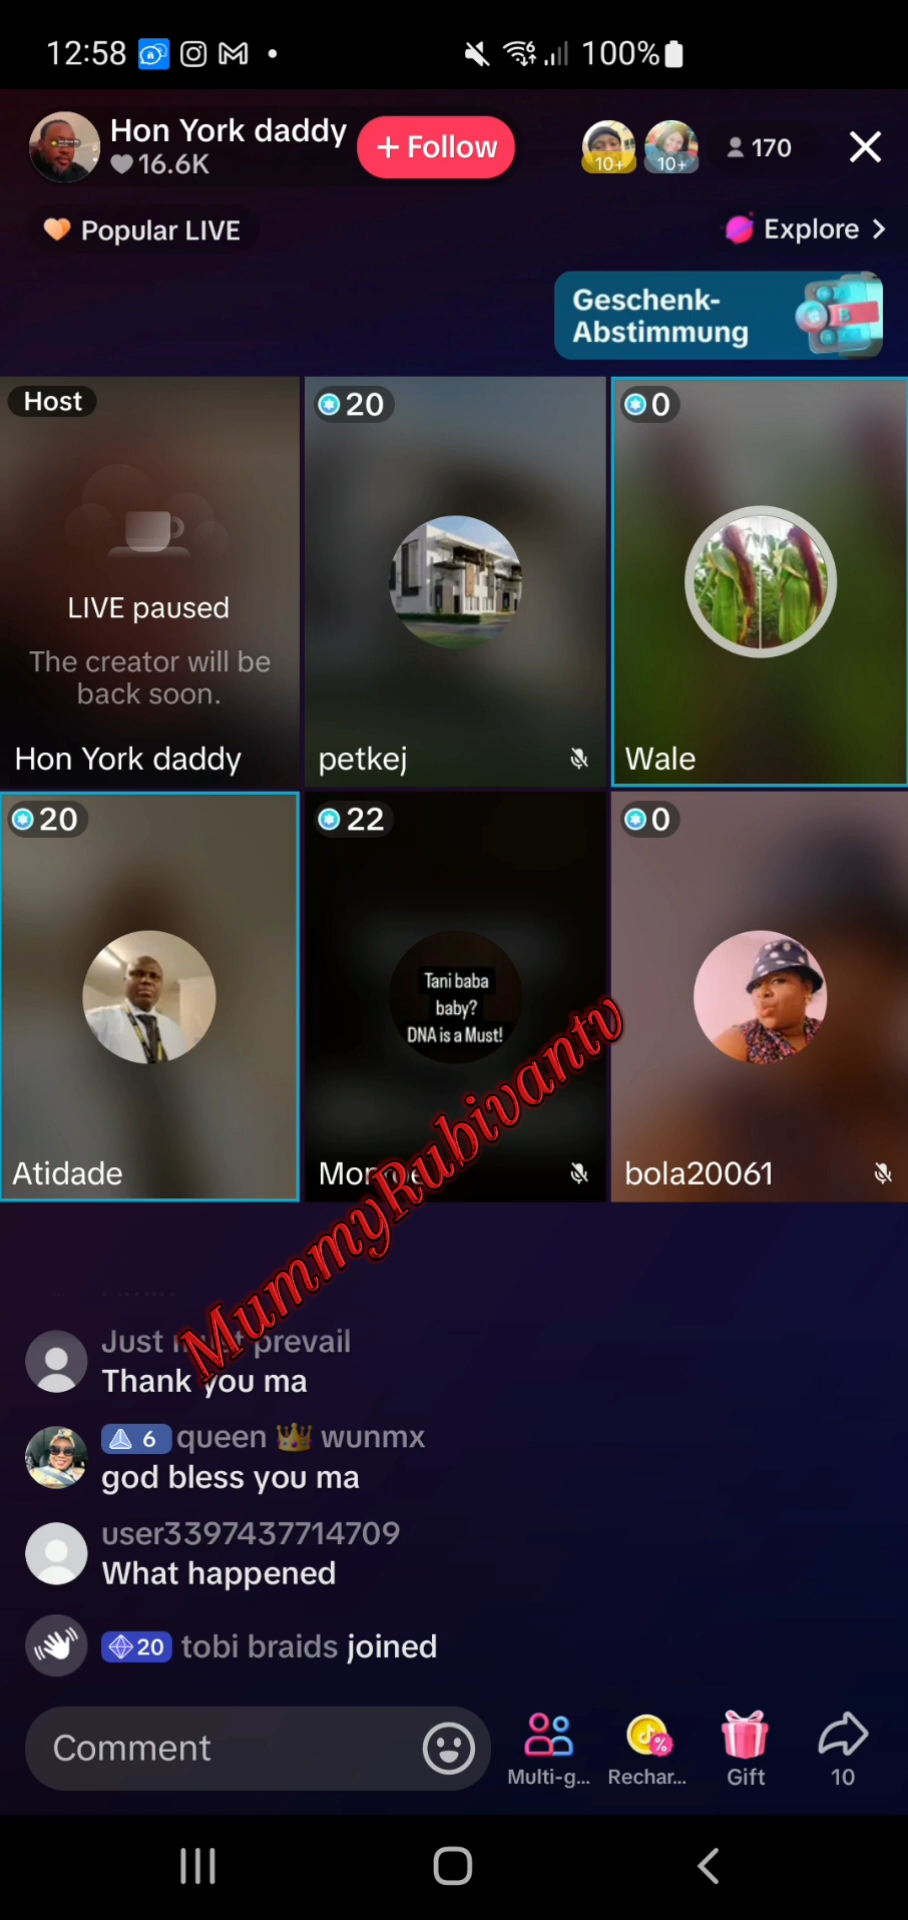 12:58
100%
Hon York daddy
16.6K
+ Follow
10+
10+
170
Popular LIVE
Explore >
Geschenk-
Abstimmung
Host
LIVE paused
The creator will be
back soon.
Hon York daddy
20
petkej
0
Wale
20
Atidade
22
Tani baba
baby?
DNA is a Must!
0
bola20061
MummyRubivantv
Just prevail
Thank you ma
6 queen 👑 wunmx
god bless you ma
user3397437714709
What happened
20 tobi braids joined
Comment
Multi-g...
Rechar...
Gift
10